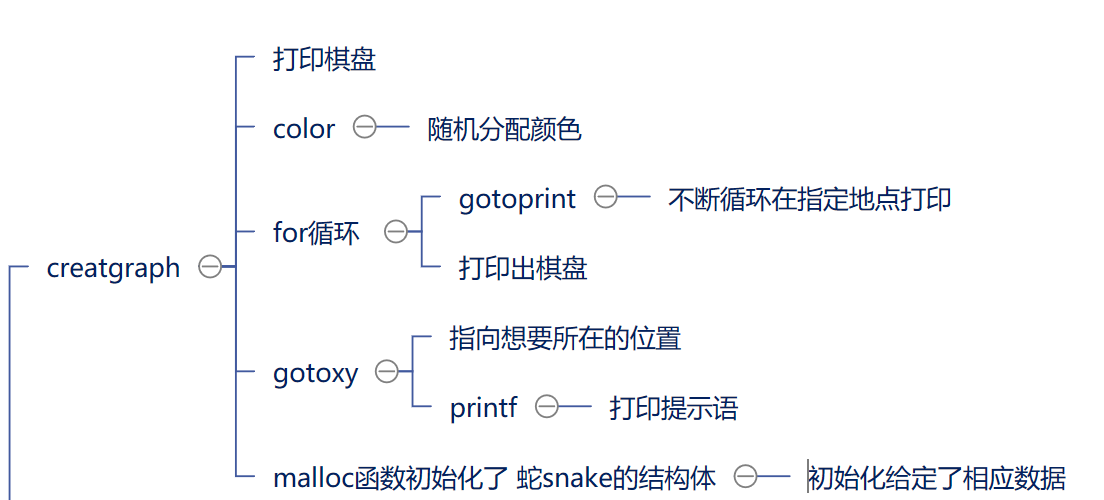 打印棋盘
color
随机分配颜色
for循环
gotoprint
不断循环在指定地点打印
打印出棋盘
creatgraph
gotoxy
指向想要所在的位置
printf
打印提示语
malloc函数初始化了 蛇snake的结构体
初始化给定了相应数据